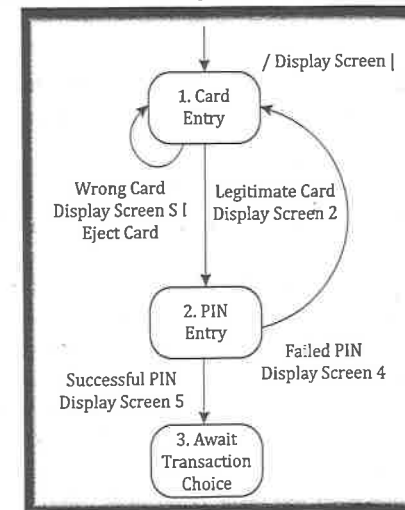 / Display Screen |
1. Card
Entry
Wrong Card
Display Screen S |
Eject Card
Legitimate Card
Display Screen 2
2. PIN
Entry
Failed PIN
Display Screen 4
Successful PIN
Display Screen 5
3. Await
Transaction
Choice